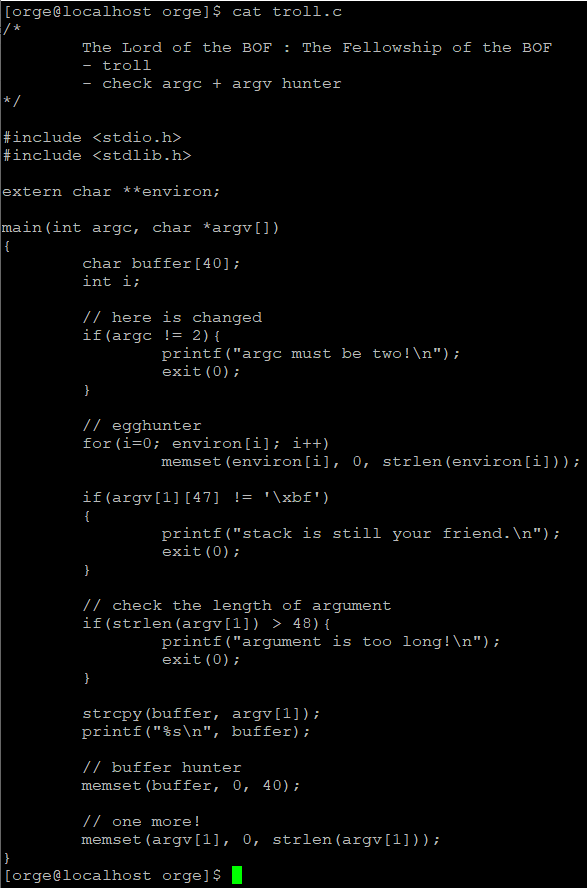 [orge@localhost orge]$ cat troll.c
/*
        The Lord of the BOF : The Fellowship of the BOF
        - troll
        - check argc + argv hunter
*/

#include <stdio.h>
#include <stdlib.h>

extern char **environ;

main(int argc, char *argv[])
{
        char buffer[40];
        int i;

        // here is changed
        if(argc != 2){
                printf("argc must be two!\n");
                exit(0);
        }

        // egghunter
        for(i=0; environ[i]; i++)
                memset(environ[i], 0, strlen(environ[i]));

        if(argv[1][47] != '\xbf')
        {
                printf("stack is still your friend.\n");
                exit(0);
        }

        // check the length of argument
        if(strlen(argv[1]) > 48){
                printf("argument is too long!\n");
                exit(0);
        }

        strcpy(buffer, argv[1]);
        printf("%s\n", buffer);

        // buffer hunter
        memset(buffer, 0, 40);

        // one more!
        memset(argv[1], 0, strlen(argv[1]));
}
[orge@localhost orge]$